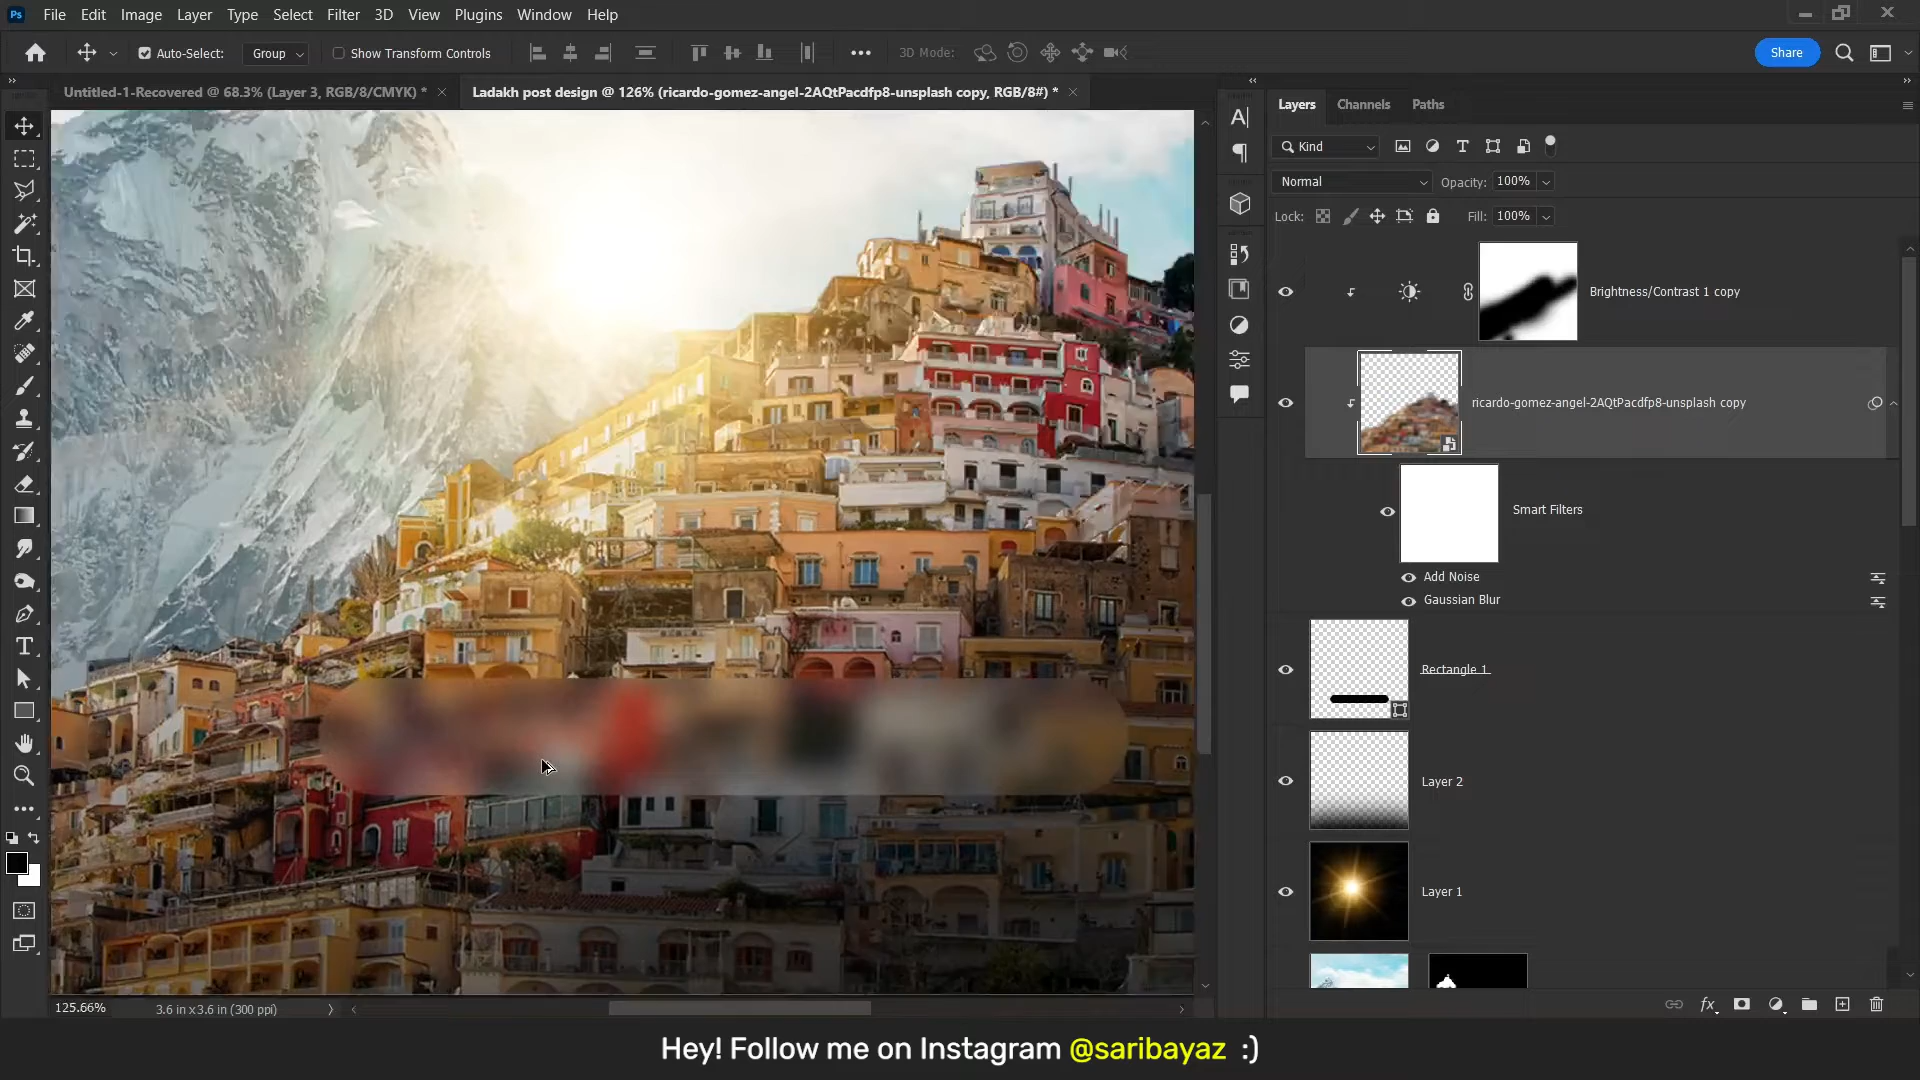 Ps File Edit Image Layer Type Select Filter 3D View Plugins Window Help
Auto-Select: Group Show Transform Controls 3D Mode: Share
Untitled-1-Recovered @ 68.3% (Layer 3, RGB/8/CMYK) *
Ladakh post design @ 126% (ricardo-gomez-angel-2AQtPacdfp8-unsplash copy, RGB/8#) *
Layers Channels Paths
Kind
Normal Opacity: 100%
Lock: Fill: 100%
Brightness/Contrast 1 copy
ricardo-gomez-angel-2AQtPacdfp8-unsplash copy
Smart Filters
Add Noise
Gaussian Blur
Rectangle 1
Layer 2
Layer 1
125.66% 3.6 in x 3.6 in (300 ppi)
Hey! Follow me on Instagram @saribayaz :)